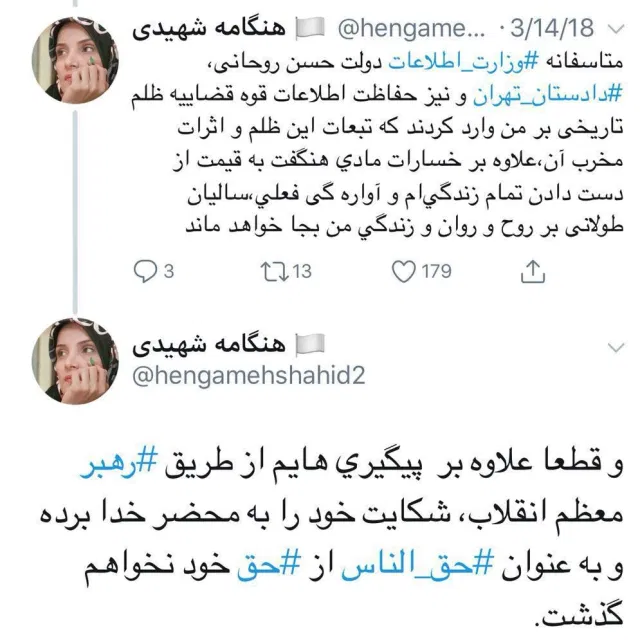 هنگامه شهیدی 🏳 @hengame... · 3/14/18
متاسفانه #وزارت_اطلاعات دولت حسن روحانی،
#دادستان_تهران و نیز حفاظت اطلاعات قوه قضاییه ظلم
تاریخی بر من وارد کردند که تبعات این ظلم و اثرات
مخرب آن،علاوه بر خسارات مادي هنگفت به قیمت از
دست دادن تمام زندگي‌ام و آواره گی فعلي،سالیان
طولانی بر روح و روان و زندگي من بجا خواهد ماند
3 13 179
هنگامه شهیدی 🏳
@hengamehshahid2
و قطعا علاوه بر پیگیري هایم از طریق #رهبر
معظم انقلاب، شکایت خود را به محضر خدا برده
و به عنوان #حق_الناس از #حق خود نخواهم
گذشت.